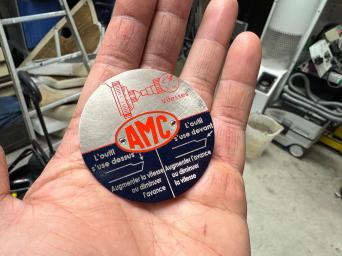 Vitesses
AMC
L'outil
s'use dessus
Augmenter la vitesse
ou diminuer
l'avance
L'outil
s'use devant
Augmenter l'avance
ou diminuer
la vitesse